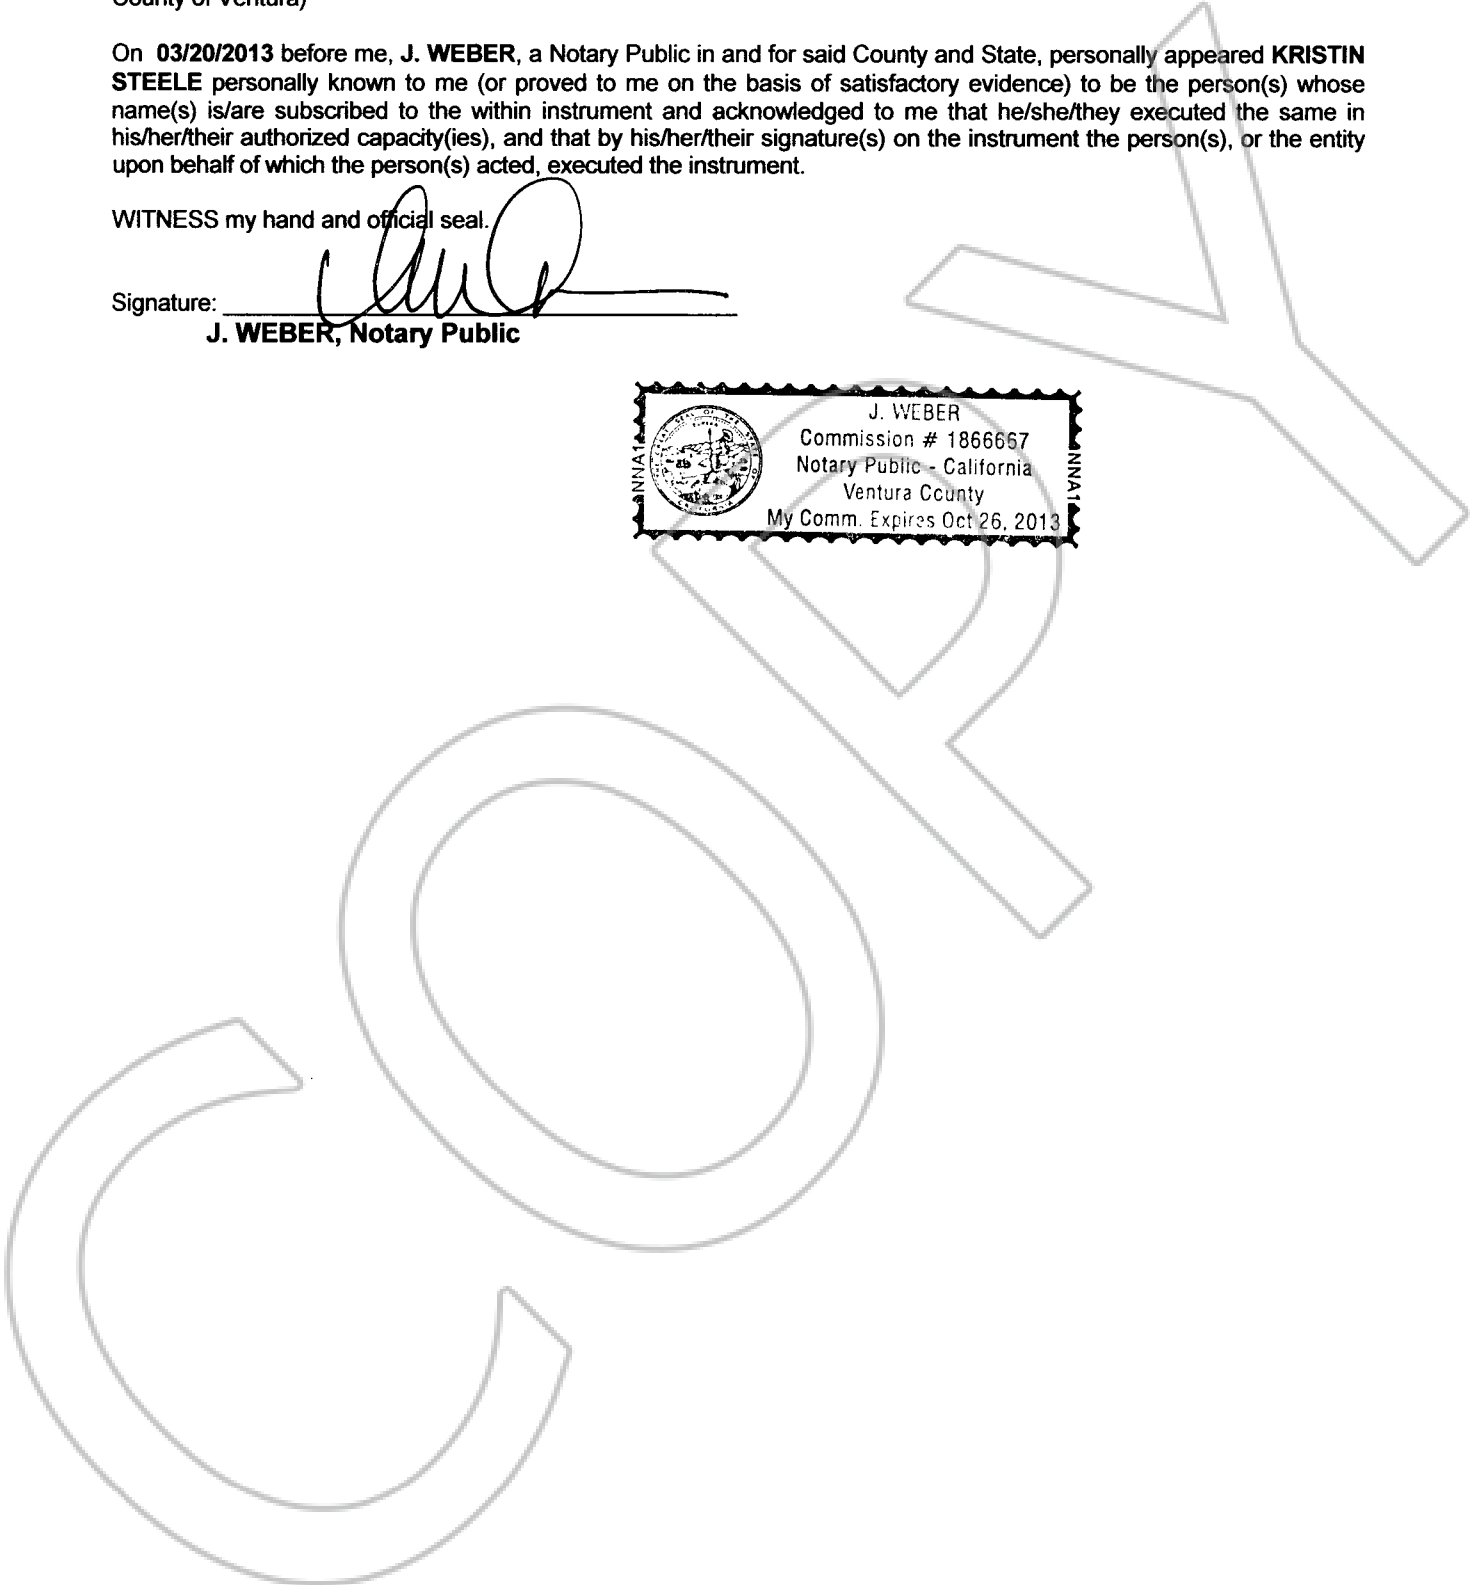 County of Ventura)
On 03/20/2013 before me, J. WEBER, a Notary Public in and for said County and State, personally appeared KRISTIN
STEELE personally known to me (or proved to me on the basis of satisfactory evidence) to be the person(s) whose
name(s) is/are subscribed to the within instrument and acknowledged to me that he/she/they executed the same in
his/her/their authorized capacity(ies), and that by his/her/their signature(s) on the instrument the person(s), or the entity
upon behalf of which the person(s) acted, executed the instrument.
WITNESS my hand and official seal.
Signature:
J. WEBER, Notary Public
NNA1
J. WEBER
Commission # 1866667
Notary Public - California
Ventura County
My Comm. Expires Oct 26, 2013
NNA1
COPY